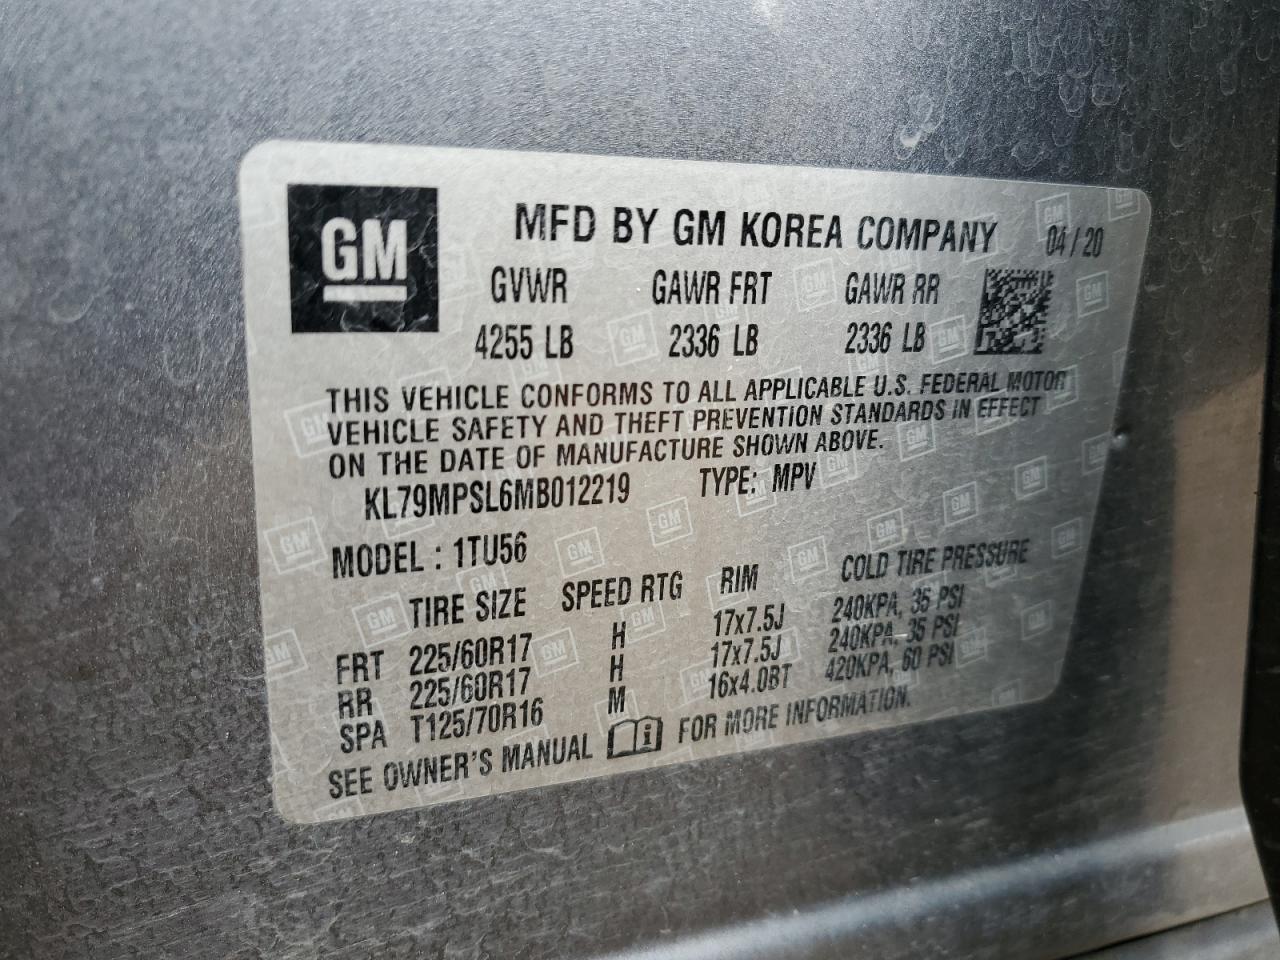 GM
MFD BY GM KOREA COMPANY 04 / 20
GVWR GAWR FRT GAWR RR
4255 LB 2336 LB 2336 LB
THIS VEHICLE CONFORMS TO ALL APPLICABLE U.S. FEDERAL MOTOR
VEHICLE SAFETY AND THEFT PREVENTION STANDARDS IN EFFECT
ON THE DATE OF MANUFACTURE SHOWN ABOVE.
KL79MPSL6MB012219 TYPE: MPV
MODEL : 1TU56
TIRE SIZE SPEED RTG RIM COLD TIRE PRESSURE
FRT 225/60R17 H 17x7.5J 240KPA, 35 PSI
RR 225/60R17 H 17x7.5J 240KPA, 35 PSI
SPA T125/70R16 M 16x4.0BT 420KPA, 60 PSI
SEE OWNER'S MANUAL FOR MORE INFORMATION.